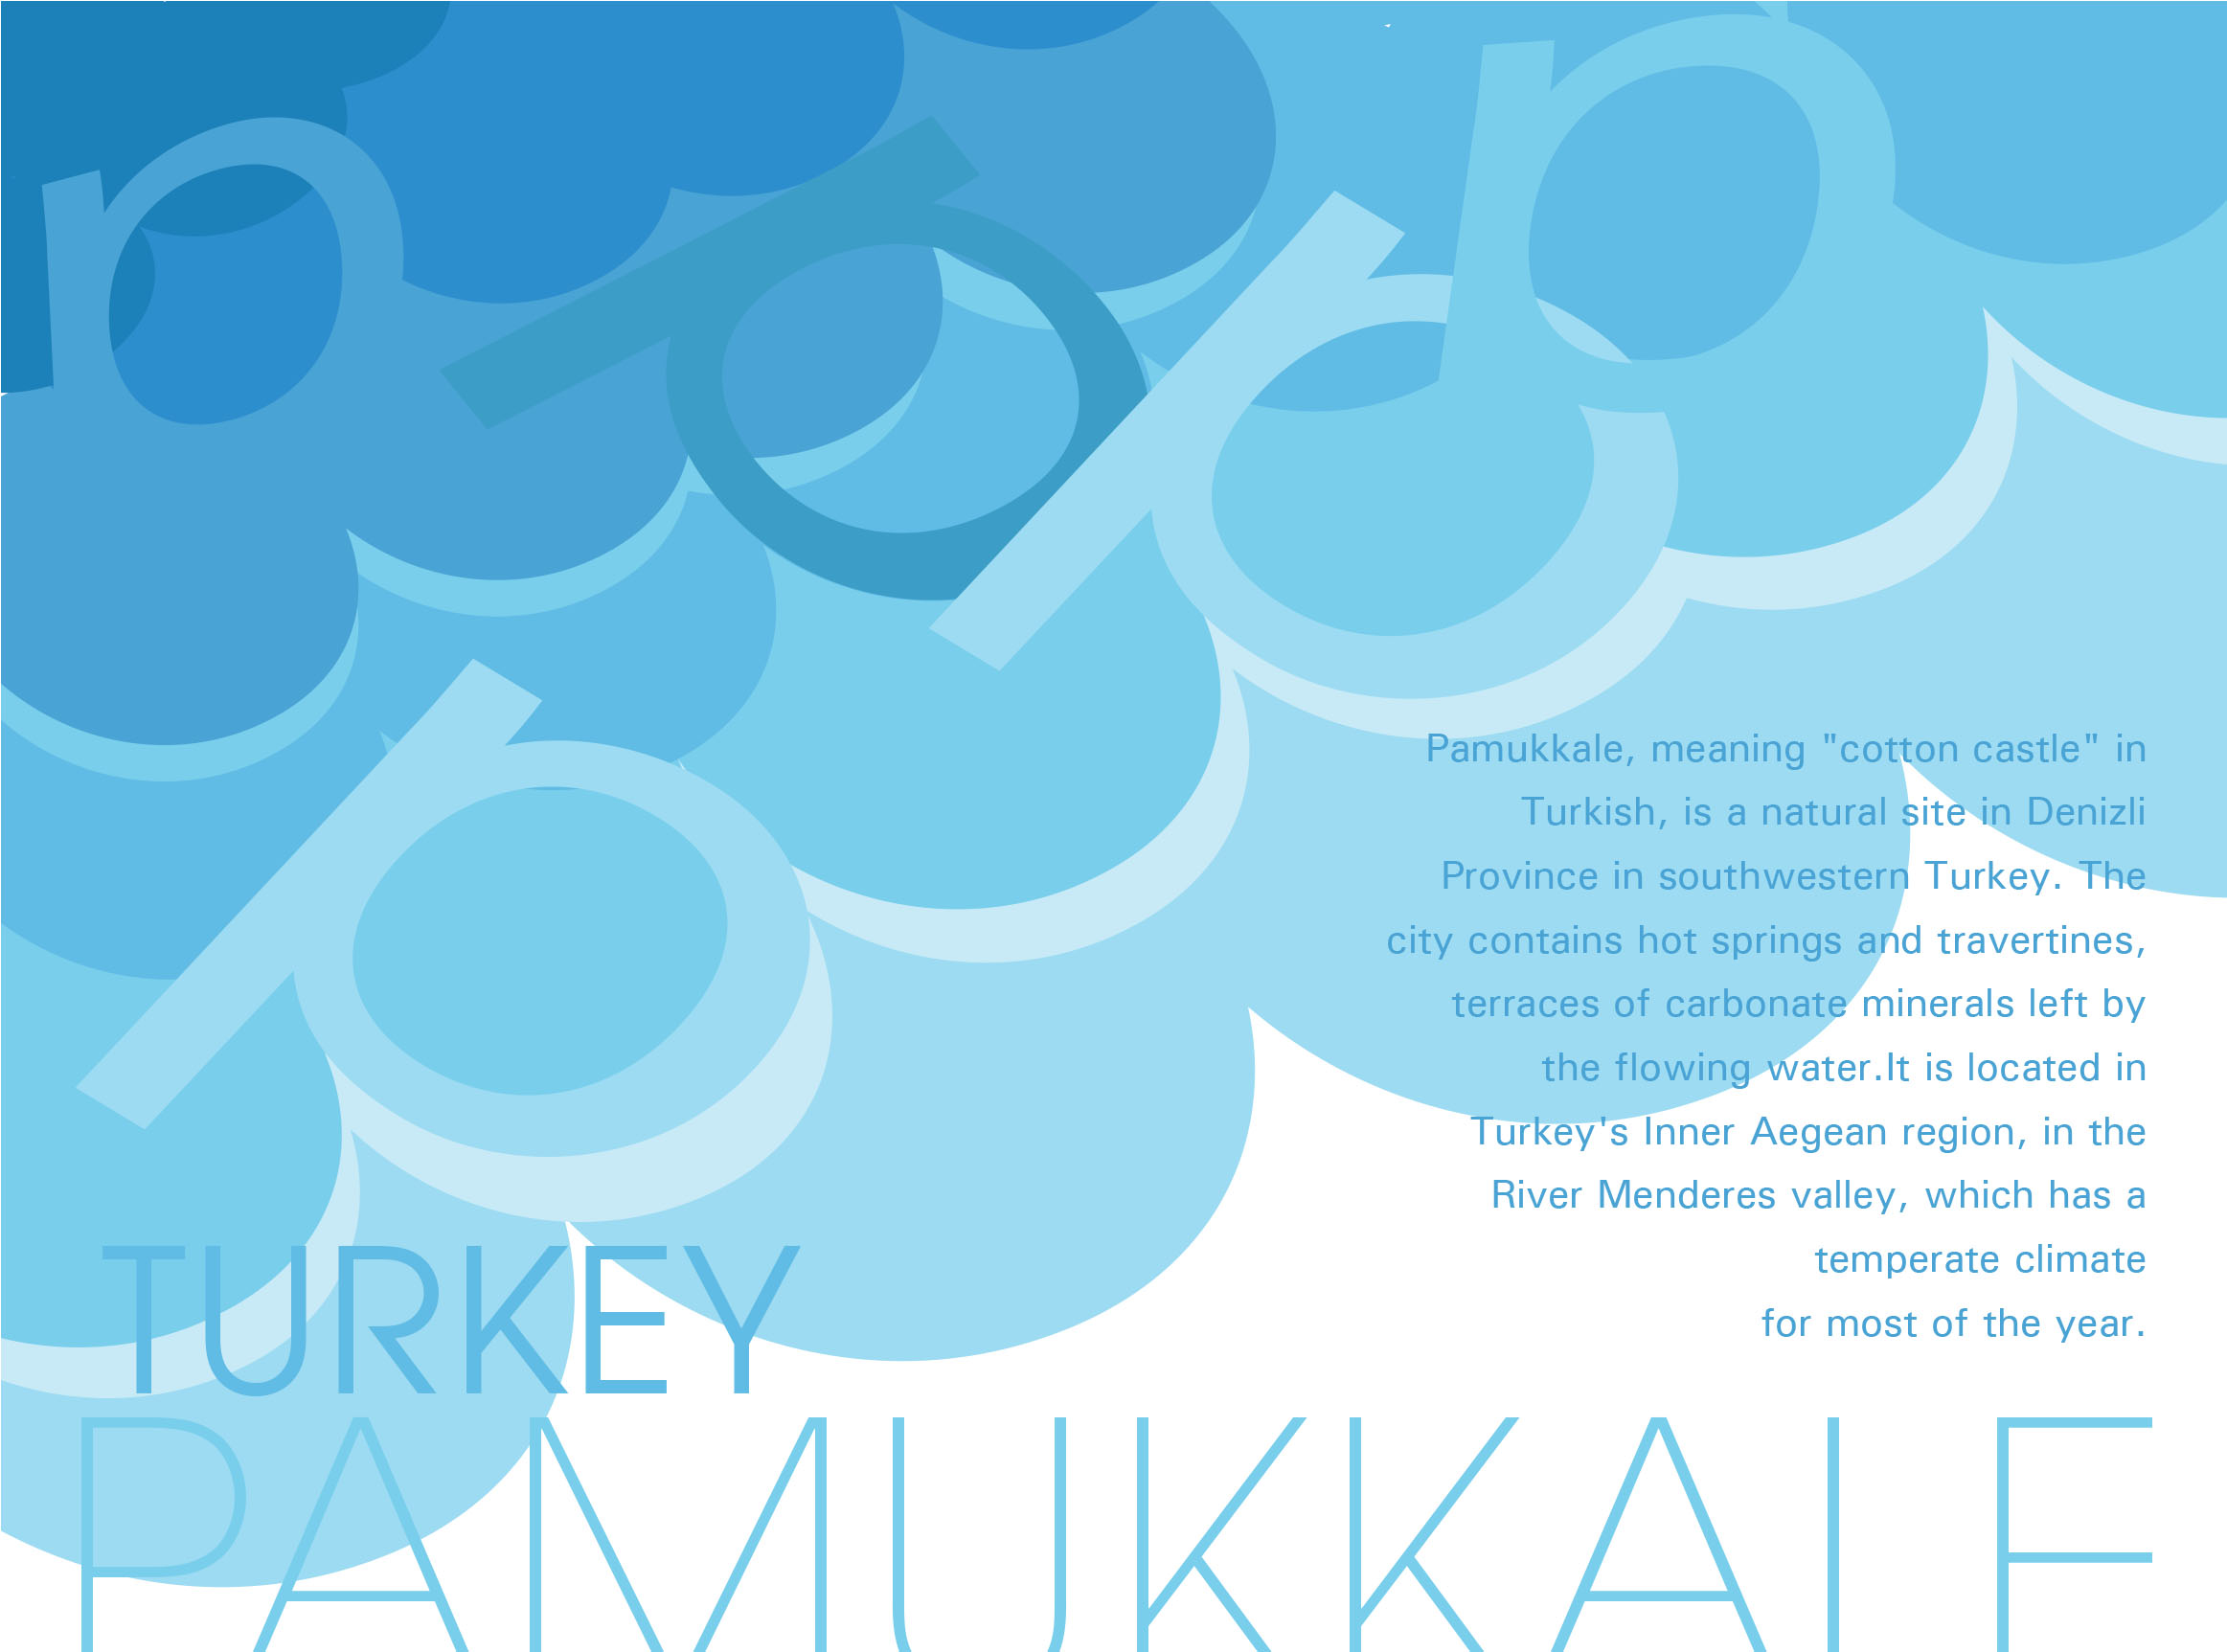 p p p p
p
Pamukkale, meaning "cotton castle" in
Turkish, is a natural site in Denizli
Province in southwestern Turkey. The
city contains hot springs and travertines,
terraces of carbonate minerals left by
the flowing water.It is located in
Turkey's Inner Aegean region, in the
River Menderes valley, which has a
temperate climate
for most of the year.
TURKEY
PAMUKKALE